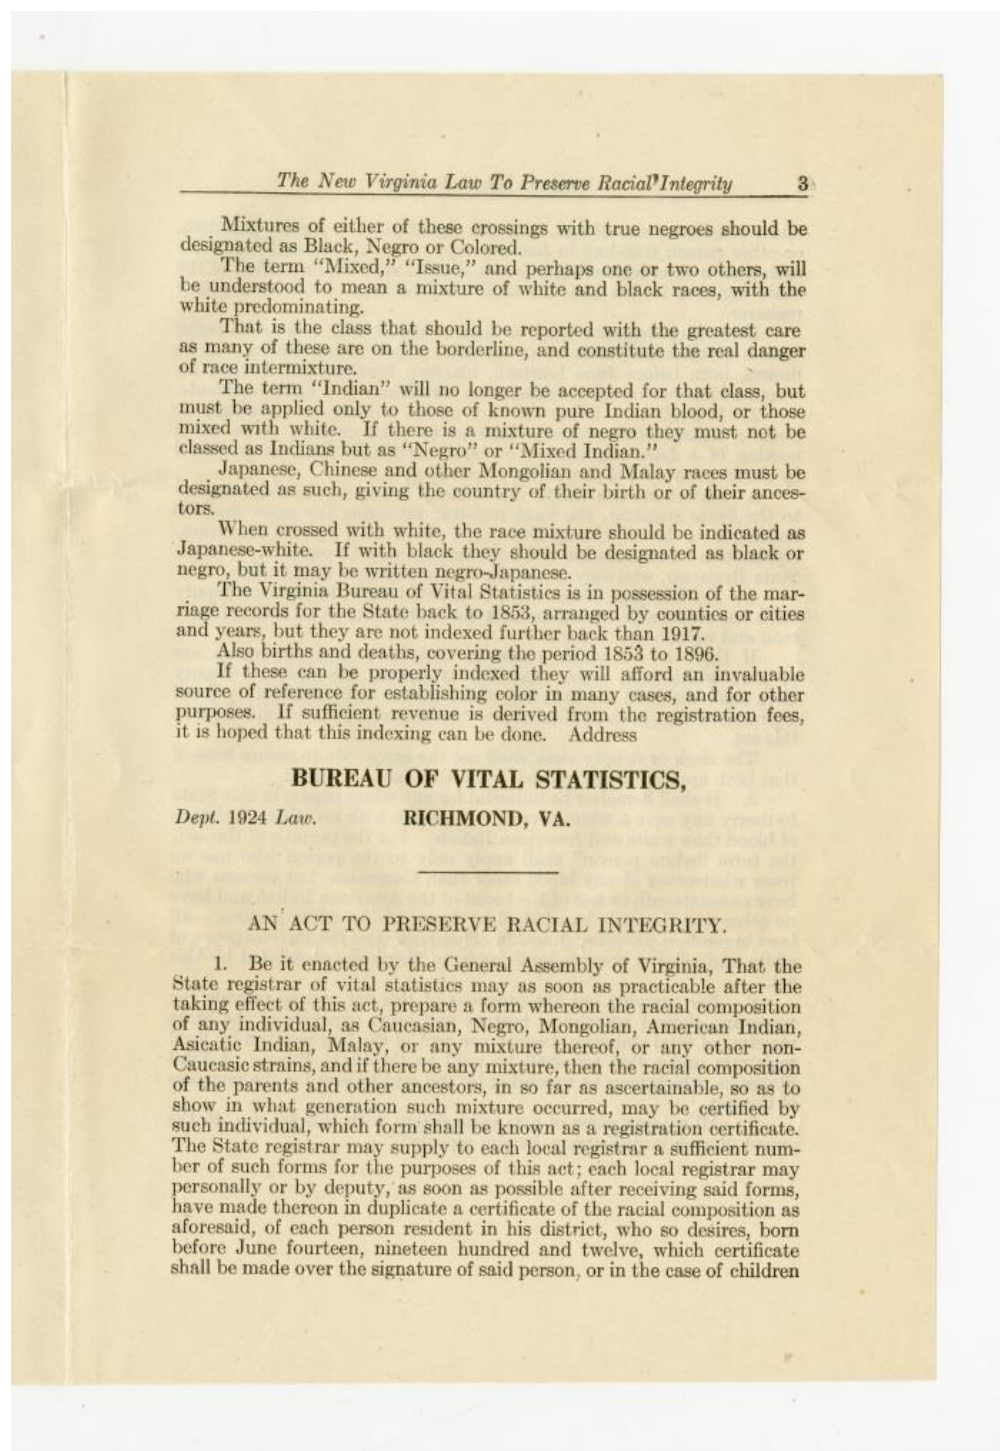 The New Virginia Law To Preserve Racial Integrity 3
Mixtures of either of these crossings with true negroes should be
designated as Black, Negro or Colored.
The term “Mixed,” “Issue,” and perhaps one or two others, will
be understood to mean a mixture of white and black races, with the
white predominating.
That is the class that should be reported with the greatest care
as many of these are on the borderline, and constitute the real danger
of race intermixture.
The term “Indian” will no longer be accepted for that class, but
must be applied only to those of known pure Indian blood, or those
mixed with white. If there is a mixture of negro they must not be
classed as Indians but as “Negro” or “Mixed Indian.”
Japanese, Chinese and other Mongolian and Malay races must be
designated as such, giving the country of their birth or of their ances-
tors.
When crossed with white, the race mixture should be indicated as
Japanese-white. If with black they should be designated as black or
negro, but it may be written negro-Japanese.
The Virginia Bureau of Vital Statistics is in possession of the mar-
riage records for the State back to 1853, arranged by counties or cities
and years, but they are not indexed further back than 1917.
Also births and deaths, covering the period 1853 to 1896.
If these can be properly indexed they will afford an invaluable
source of reference for establishing color in many cases, and for other
purposes. If sufficient revenue is derived from the registration fees,
it is hoped that this indexing can be done. Address
BUREAU OF VITAL STATISTICS,
Dept. 1924 Law. RICHMOND, VA.
AN ACT TO PRESERVE RACIAL INTEGRITY.
1. Be it enacted by the General Assembly of Virginia, That the
State registrar of vital statistics may as soon as practicable after the
taking effect of this act, prepare a form whereon the racial composition
of any individual, as Caucasian, Negro, Mongolian, American Indian,
Asicatic Indian, Malay, or any mixture thereof, or any other non-
Caucasic strains, and if there be any mixture, then the racial composition
of the parents and other ancestors, in so far as ascertainable, so as to
show in what generation such mixture occurred, may be certified by
such individual, which form shall be known as a registration certificate.
The State registrar may supply to each local registrar a sufficient num-
ber of such forms for the purposes of this act; each local registrar may
personally or by deputy, as soon as possible after receiving said forms,
have made thereon in duplicate a certificate of the racial composition as
aforesaid, of each person resident in his district, who so desires, born
before June fourteen, nineteen hundred and twelve, which certificate
shall be made over the signature of said person, or in the case of children